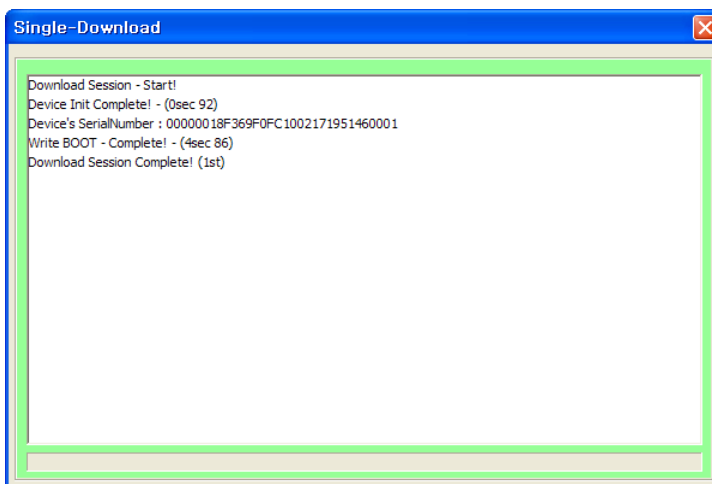 Single-Download
Download Session - Start!
Device Init Complete! - (0sec 92)
Device's SerialNumber : 00000018F369F0FC1002171951460001
Write BOOT - Complete! - (4sec 86)
Download Session Complete! (1st)